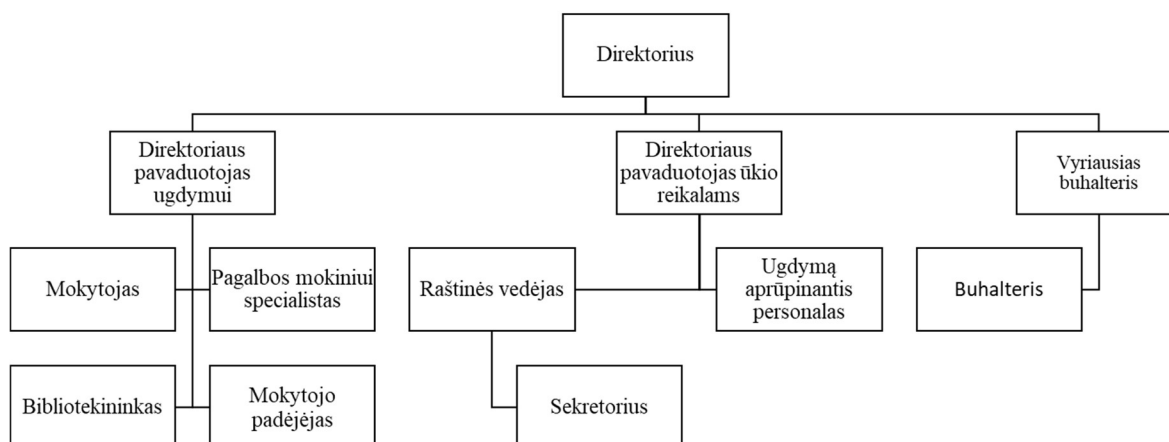 Direktorius
Direktoriaus
pavaduotojas
ugdymui
Direktoriaus
pavaduotojas ūkio
reikalams
Vyriausias
buhalteris
Mokytojas
Pagalbos mokiniui
specialistas
Raštinės vedėjas
Ugdymą
aprūpinantis
personalas
Buhalteris
Bibliotekininkas
Mokytojo
padėjėjas
Sekretorius